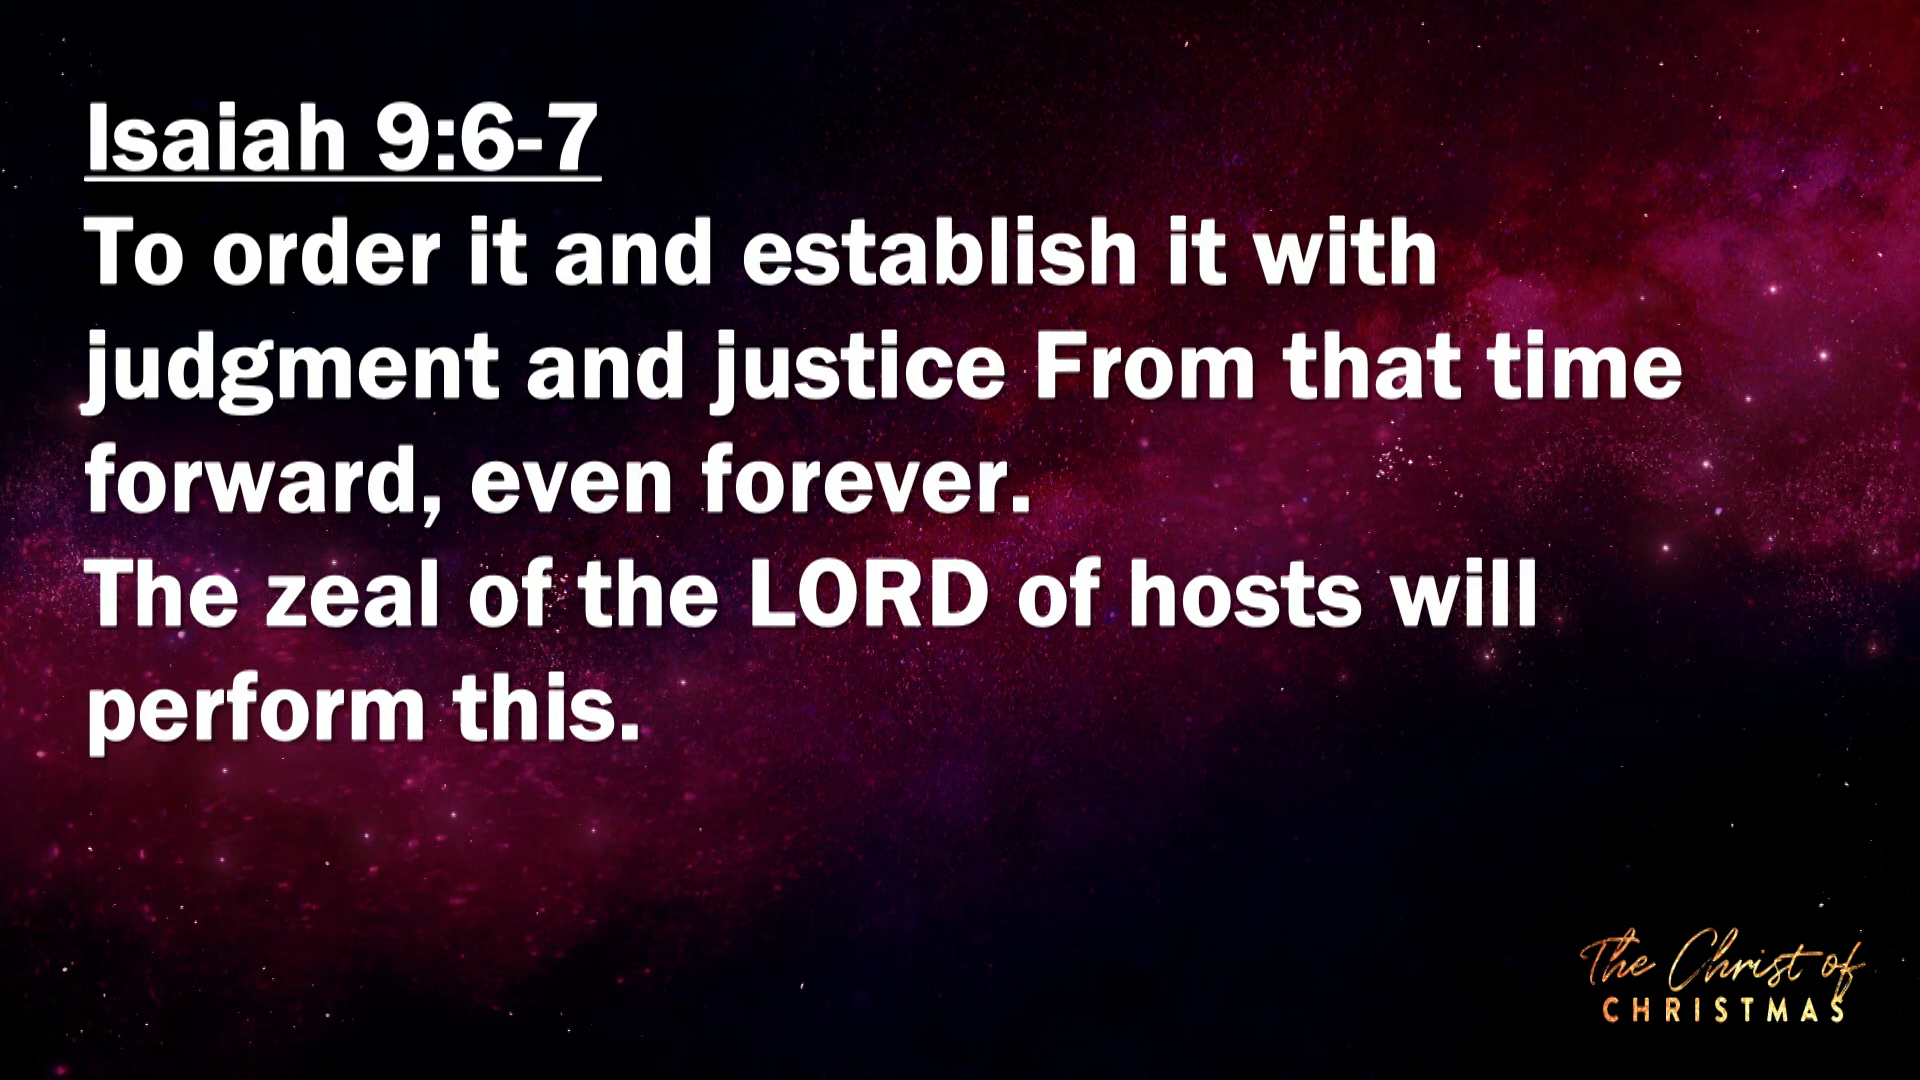 Isaiah 9:6-7
To order it and establish it with
judgment and justice From that time
forward, even forever.
The zeal of the LORD of hosts will
perform this.
The Christ of
CHRISTMAS